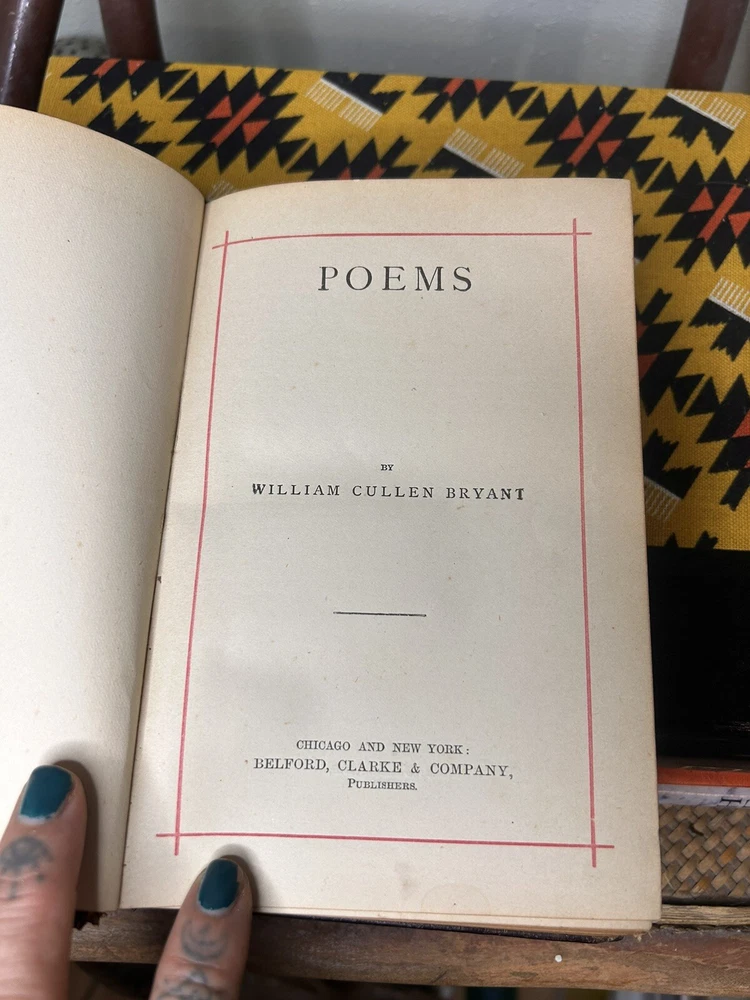 POEMS
BY
WILLIAM CULLEN BRYANT
CHICAGO AND NEW YORK:
BELFORD, CLARKE & COMPANY,
PUBLISHERS.